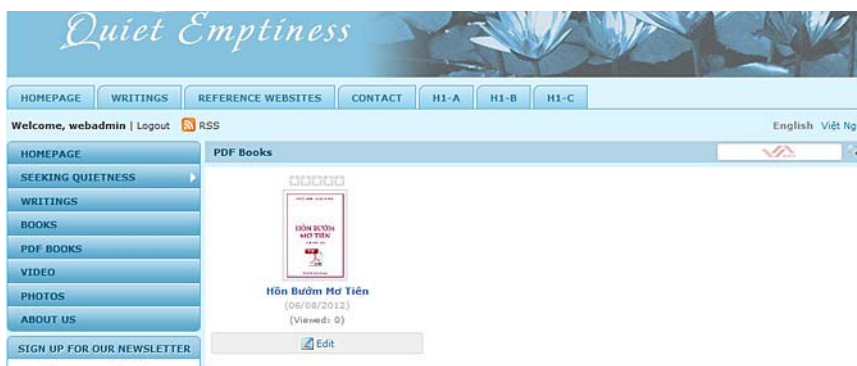 Quiet Emptiness
HOMEPAGE WRITINGS REFERENCE WEBSITES CONTACT H1-A H1-B H1-C
Welcome, webadmin | Logout RSS English Việt Ng
HOMEPAGE
PDF Books
SEEKING QUIETNESS
WRITINGS
BOOKS
PDF BOOKS
VIDEO
PHOTOS
ABOUT US
SIGN UP FOR OUR NEWSLETTER
HỒN BƯỚM
MƠ TIÊN
PDF
Hồn Bướm Mơ Tiên
(06/08/2012)
(Viewed: 0)
Edit